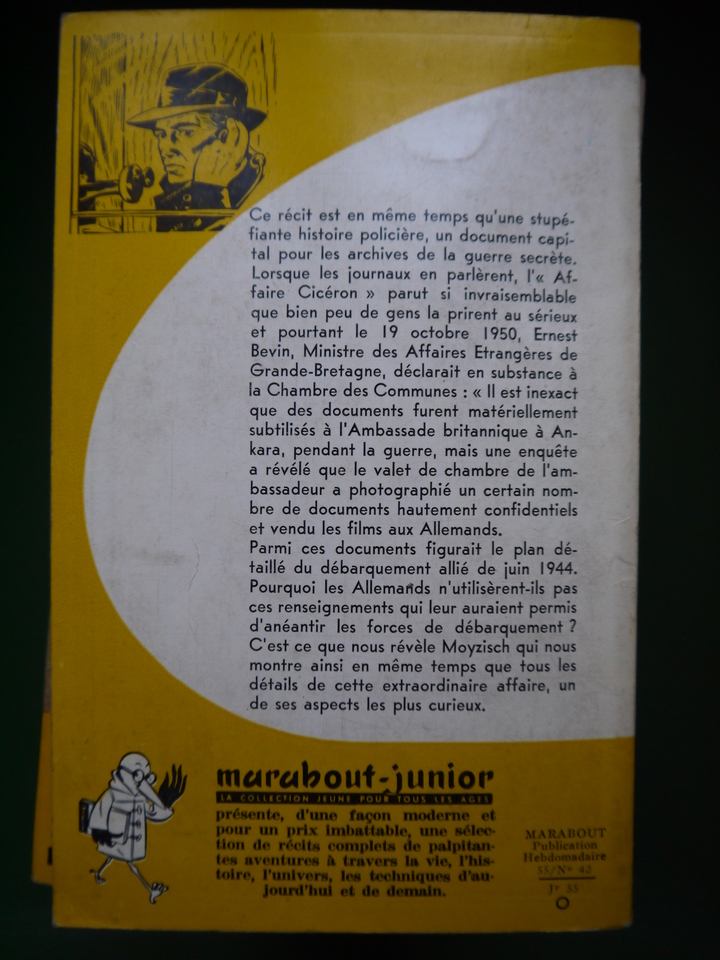 Ce récit est en même temps qu'une stupé-
fiante histoire policière, un document capi-
tal pour les archives de la guerre secrète.
Lorsque les journaux en parlèrent, l'« Af-
faire Cicéron » parut si invraisemblable
que bien peu de gens la prirent au sérieux
et pourtant le 19 octobre 1950, Ernest
Bevin, Ministre des Affaires Etrangères de
Grande-Bretagne, déclarait en substance à
la Chambre des Communes : « Il est inexact
que des documents furent matériellement
subtilisés à l'Ambassade britannique à An-
kara, pendant la guerre, mais une enquête
a révélé que le valet de chambre de l'am-
bassadeur a photographié un certain nom-
bre de documents hautement confidentiels
et vendu les films aux Allemands.
Parmi ces documents figurait le plan dé-
taillé du débarquement allié de juin 1944.
Pourquoi les Allemands n'utilisèrent-ils pas
ces renseignements qui leur auraient permis
d'anéantir les forces de débarquement ?
C'est ce que nous révèle Moyzisch qui nous
montre ainsi en même temps que tous les
détails de cette extraordinaire affaire, un
de ses aspects les plus curieux.
marabout-junior
LA COLLECTION JEUNE POUR TOUS LES AGES
présente, d'une façon moderne et
pour un prix imbattable, une sélec-
tion de récits complets de palpitan-
tes aventures à travers la vie, l'his-
toire, l'univers, les techniques d'au-
jourd'hui et de demain.
MARABOUT
Publication
Hebdomadaire
55/N° 42
Jr 55